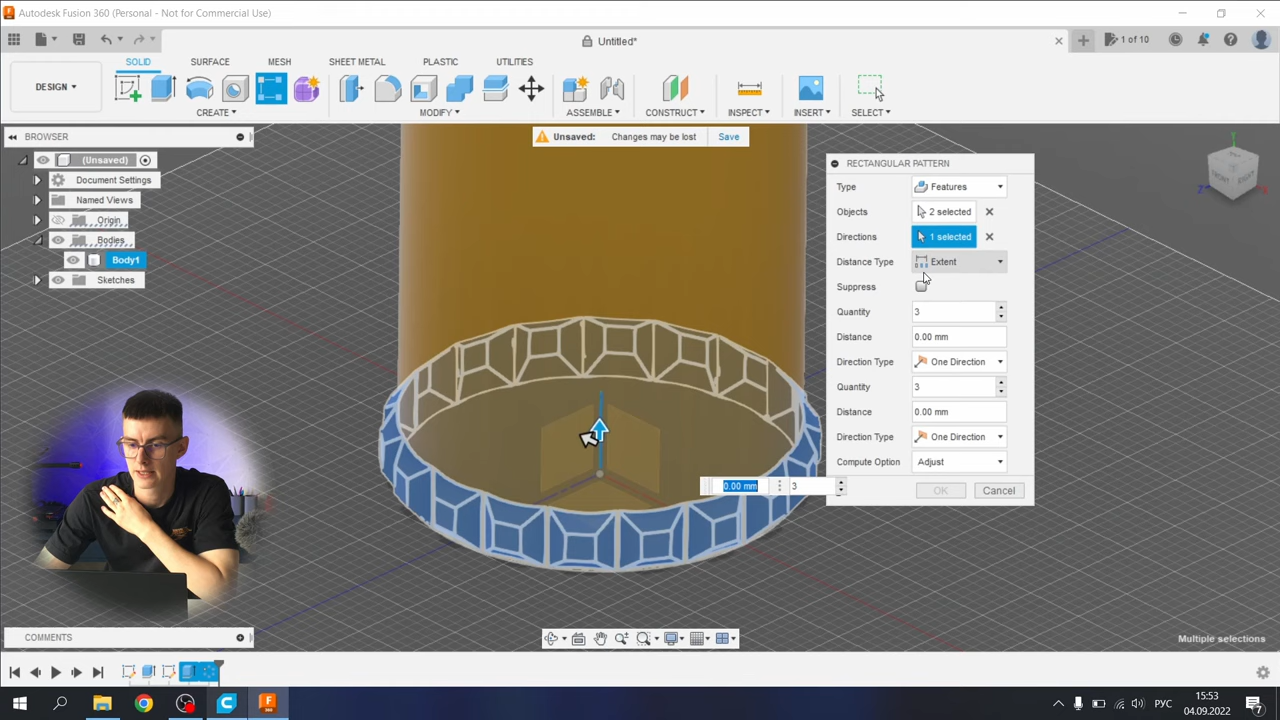 Autodesk Fusion 360 (Personal - Not for Commercial Use)
Untitled*
1 of 10
DESIGN
SOLID
SURFACE
MESH
SHEET METAL
PLASTIC
UTILITIES
CREATE
MODIFY
ASSEMBLE
CONSTRUCT
INSPECT
INSERT
SELECT
BROWSER
Unsaved: Changes may be lost
Save
(Unsaved)
Document Settings
Named Views
Origin
Bodies
Body1
Sketches
RECTANGULAR PATTERN
Type Features
Objects 2 selected
Directions 1 selected
Distance Type Extent
Suppress
Quantity 3
Distance 0.00 mm
Direction Type One Direction
Quantity 3
Distance 0.00 mm
Direction Type One Direction
Compute Option Adjust
OK Cancel
0.00 mm
3
FRONT
RIGHT
Z
X
COMMENTS
Multiple selections
РУС
15:53
04.09.2022
7